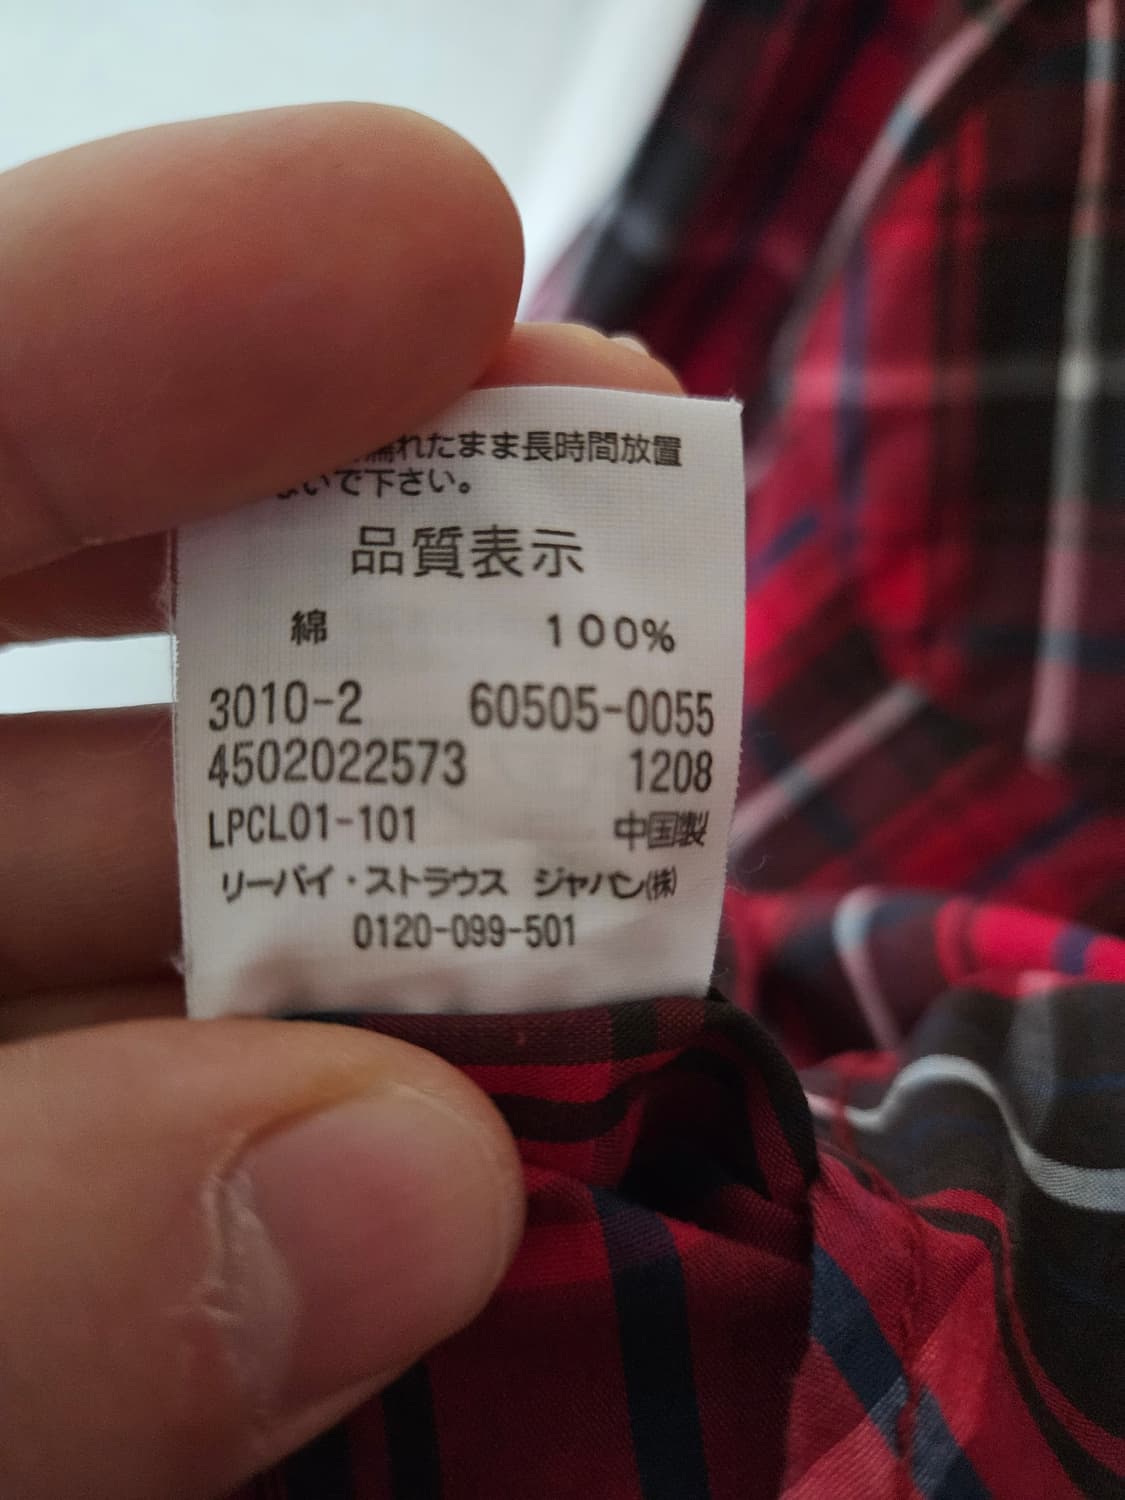 濡れたまま長時間放置
ないで下さい。
品質表示
綿 100%
3010-2 60505-0055
4502022573 1208
LPCL01-101 中国製
リーバイ・ストラウス ジャパン(株)
0120-099-501